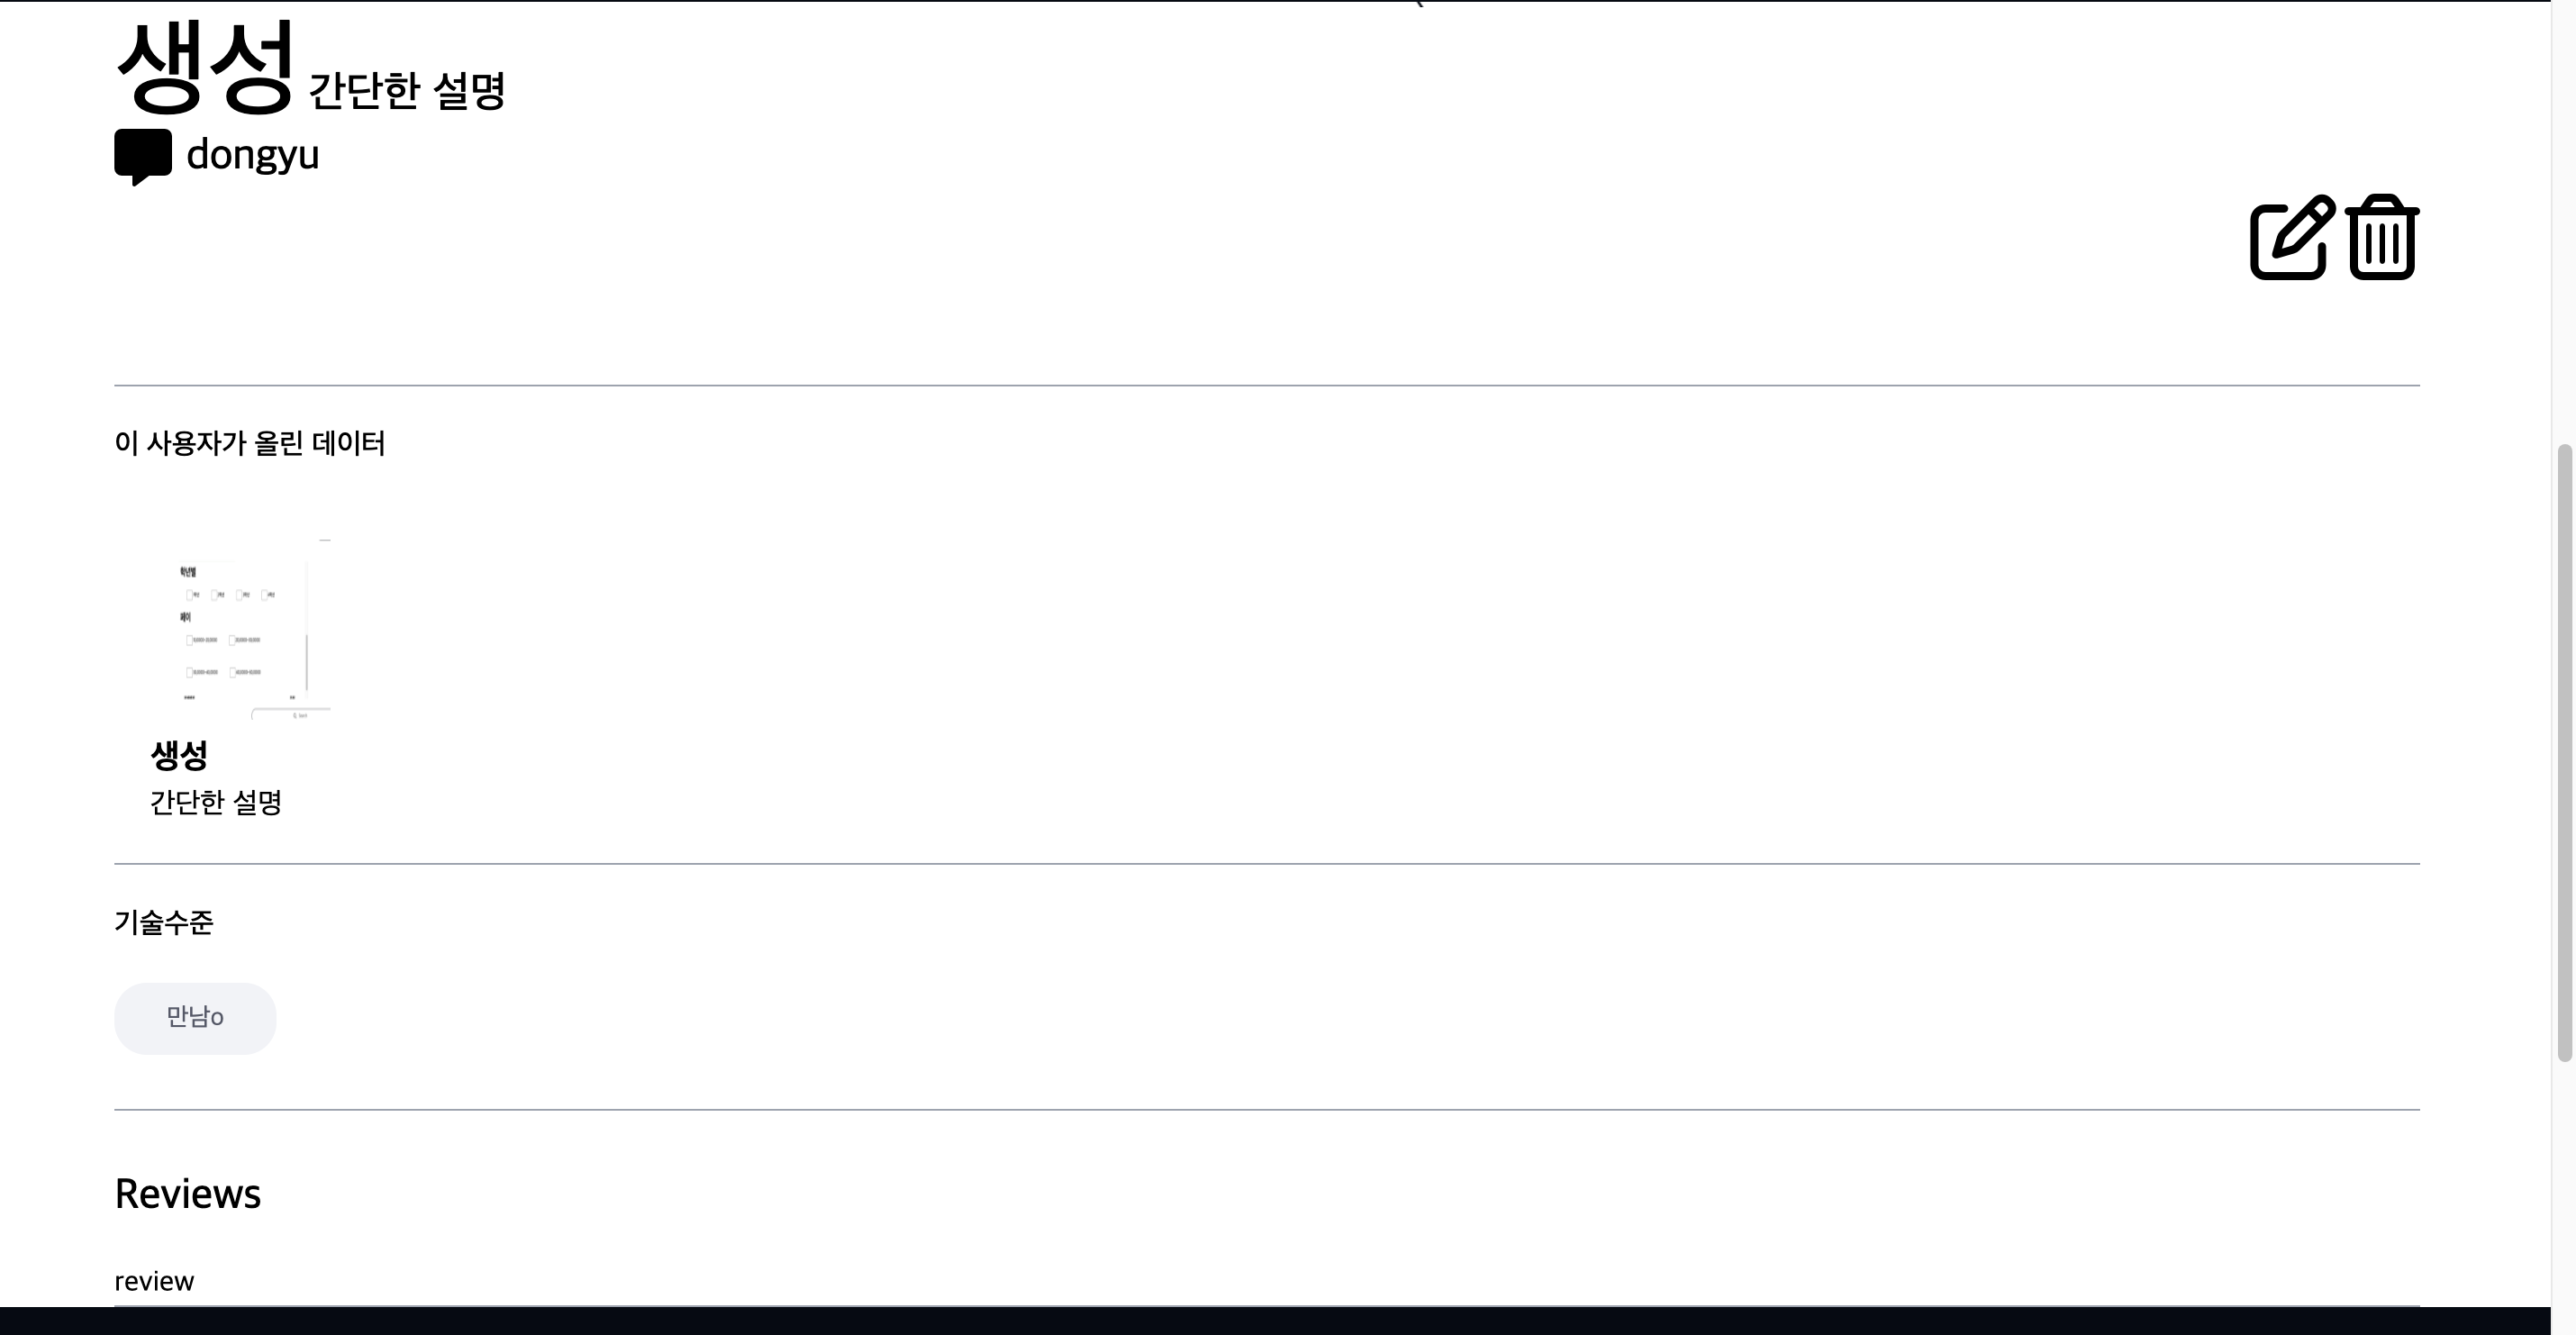 생성 간단한 설명
dongyu
이 사용자가 올린 데이터
학년별
페이
생성
간단한 설명
기술수준
만남o
Reviews
review